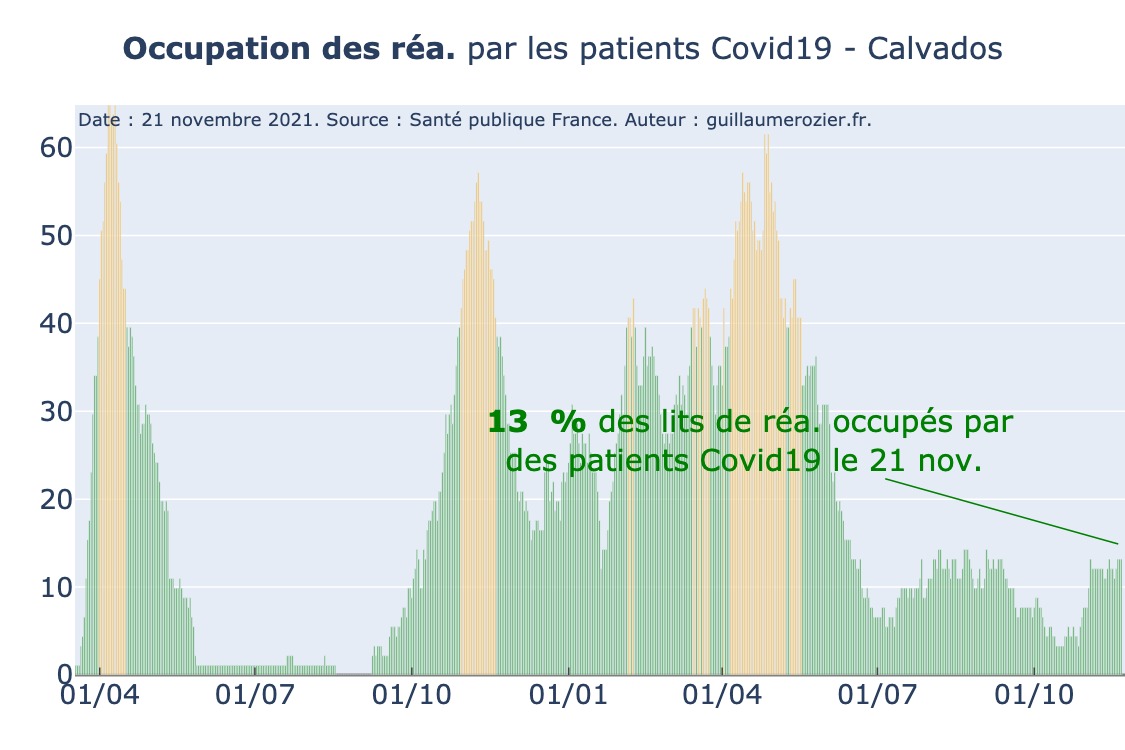 Occupation des réa. par les patients Covid19 - Calvados
Date : 21 novembre 2021. Source : Santé publique France. Auteur : guillaumerozier.fr.
60
50
40
30
20
10
0
13 % des lits de réa. occupés par
des patients Covid19 le 21 nov.
01/04 01/07 01/10 01/01 01/04 01/07 01/10